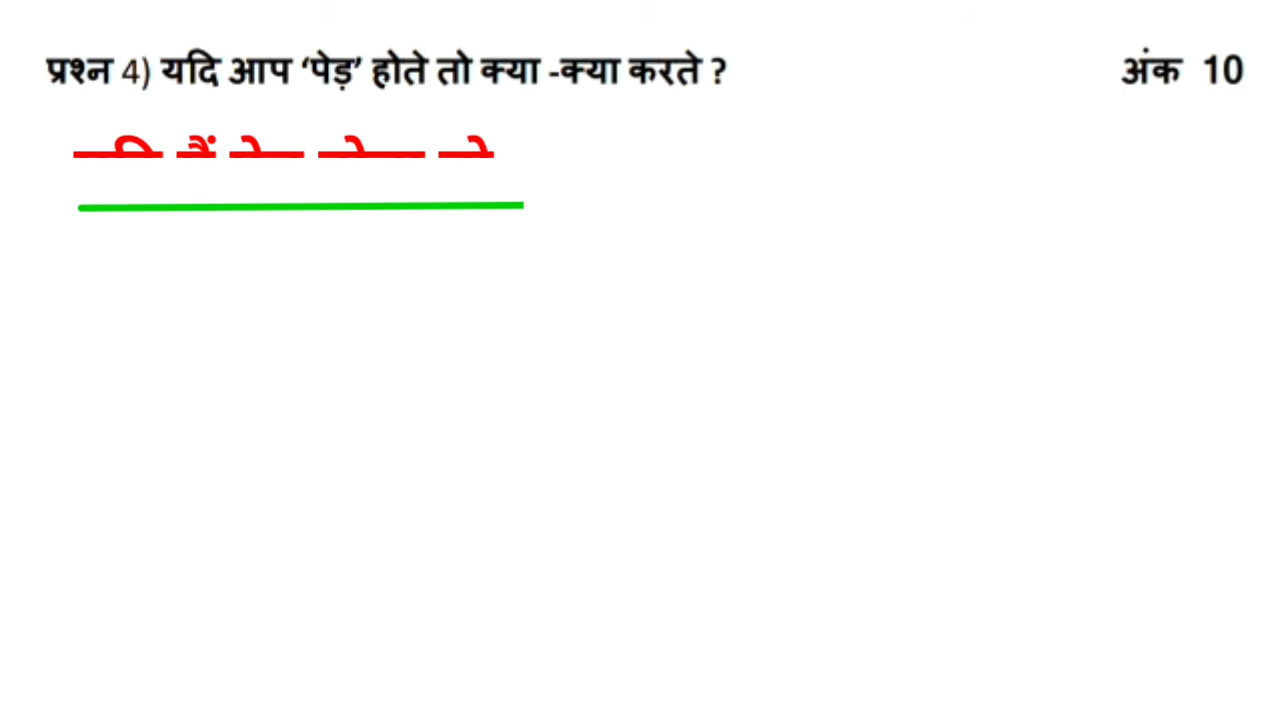 प्रश्न 4) यदि आप ‘पेड़’ होते तो क्या -क्या करते ? अंक 10